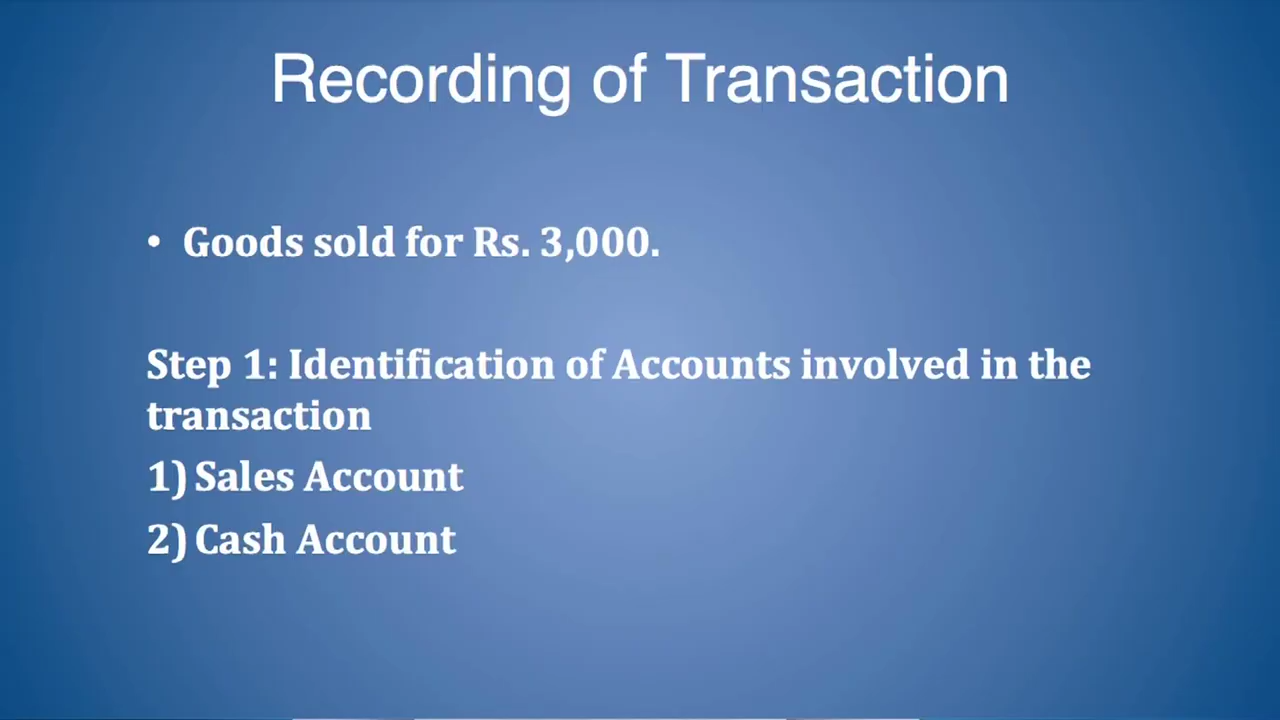 Recording of Transaction
• Goods sold for Rs. 3,000.
Step 1: Identification of Accounts involved in the
transaction
1) Sales Account
2) Cash Account